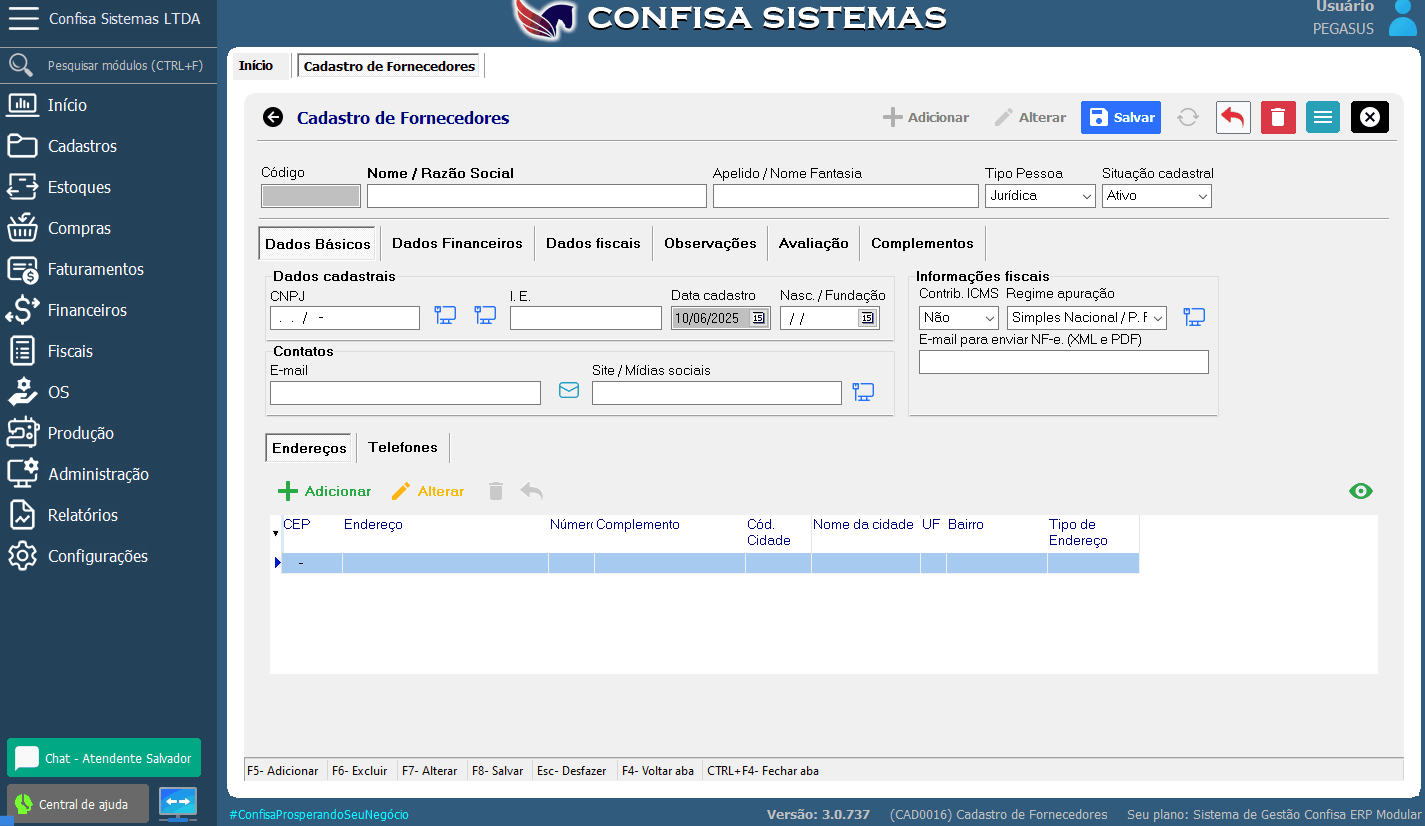 Confisa Sistemas LTDA
CONFISA SISTEMAS
Usuário
PEGASUS
Pesquisar módulos (CTRL+F)
Início
Cadastros
Estoques
Compras
Faturamentos
Financeiros
Fiscais
OS
Produção
Administração
Relatórios
Configurações
Chat - Atendente Salvador
Central de ajuda
Início Cadastro de Fornecedores
Cadastro de Fornecedores Adicionar Alterar Salvar
Código Nome / Razão Social Apelido / Nome Fantasia Tipo Pessoa Situação cadastral
Jurídica Ativo
Dados Básicos Dados Financeiros Dados fiscais Observações Avaliação Complementos
Dados cadastrais
CNPJ I. E. Data cadastro Nasc. / Fundação
. . / - 10/06/2025 15 / / 15
Contatos
E-mail Site / Mídias sociais
Informações fiscais
Contrib. ICMS Regime apuração
Não Simples Nacional / P. F
E-mail para enviar NF-e. (XML e PDF)
Endereços Telefones
Adicionar Alterar
CEP Endereço Número Complemento Cód. Cidade Nome da cidade UF Bairro Tipo de Endereço
-
F5- Adicionar F6- Excluir F7- Alterar F8- Salvar Esc- Desfazer F4- Voltar aba CTRL+F4- Fechar aba
#ConfisaProsperandoSeuNegócio Versão: 3.0.737 (CAD0016) Cadastro de Fornecedores Seu plano: Sistema de Gestão Confisa ERP Modular